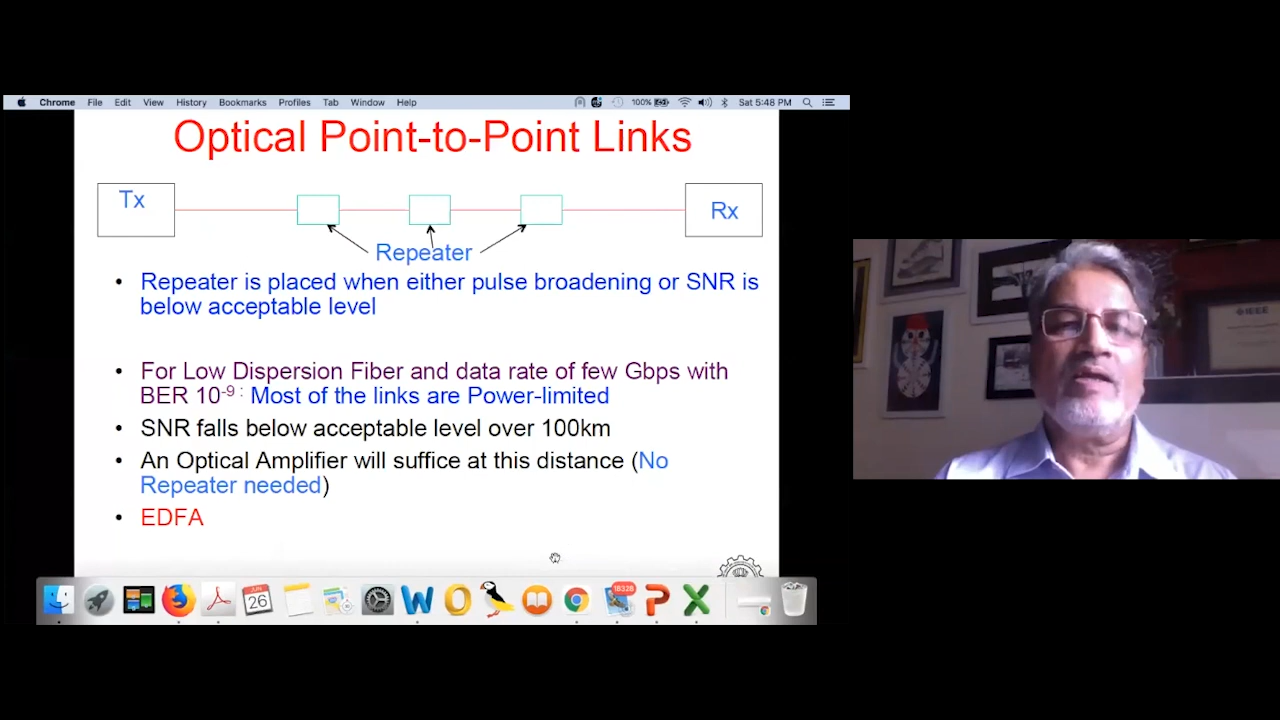 Chrome File Edit View History Bookmarks Profiles Tab Window Help 100% Sat 5:48 PM
Optical Point-to-Point Links
Tx
Rx
Repeater
• Repeater is placed when either pulse broadening or SNR is
below acceptable level
• For Low Dispersion Fiber and data rate of few Gbps with
BER 10⁻⁹ : Most of the links are Power-limited
• SNR falls below acceptable level over 100km
• An Optical Amplifier will suffice at this distance (No
Repeater needed)
• EDFA
IEEE
JUN
26
18328